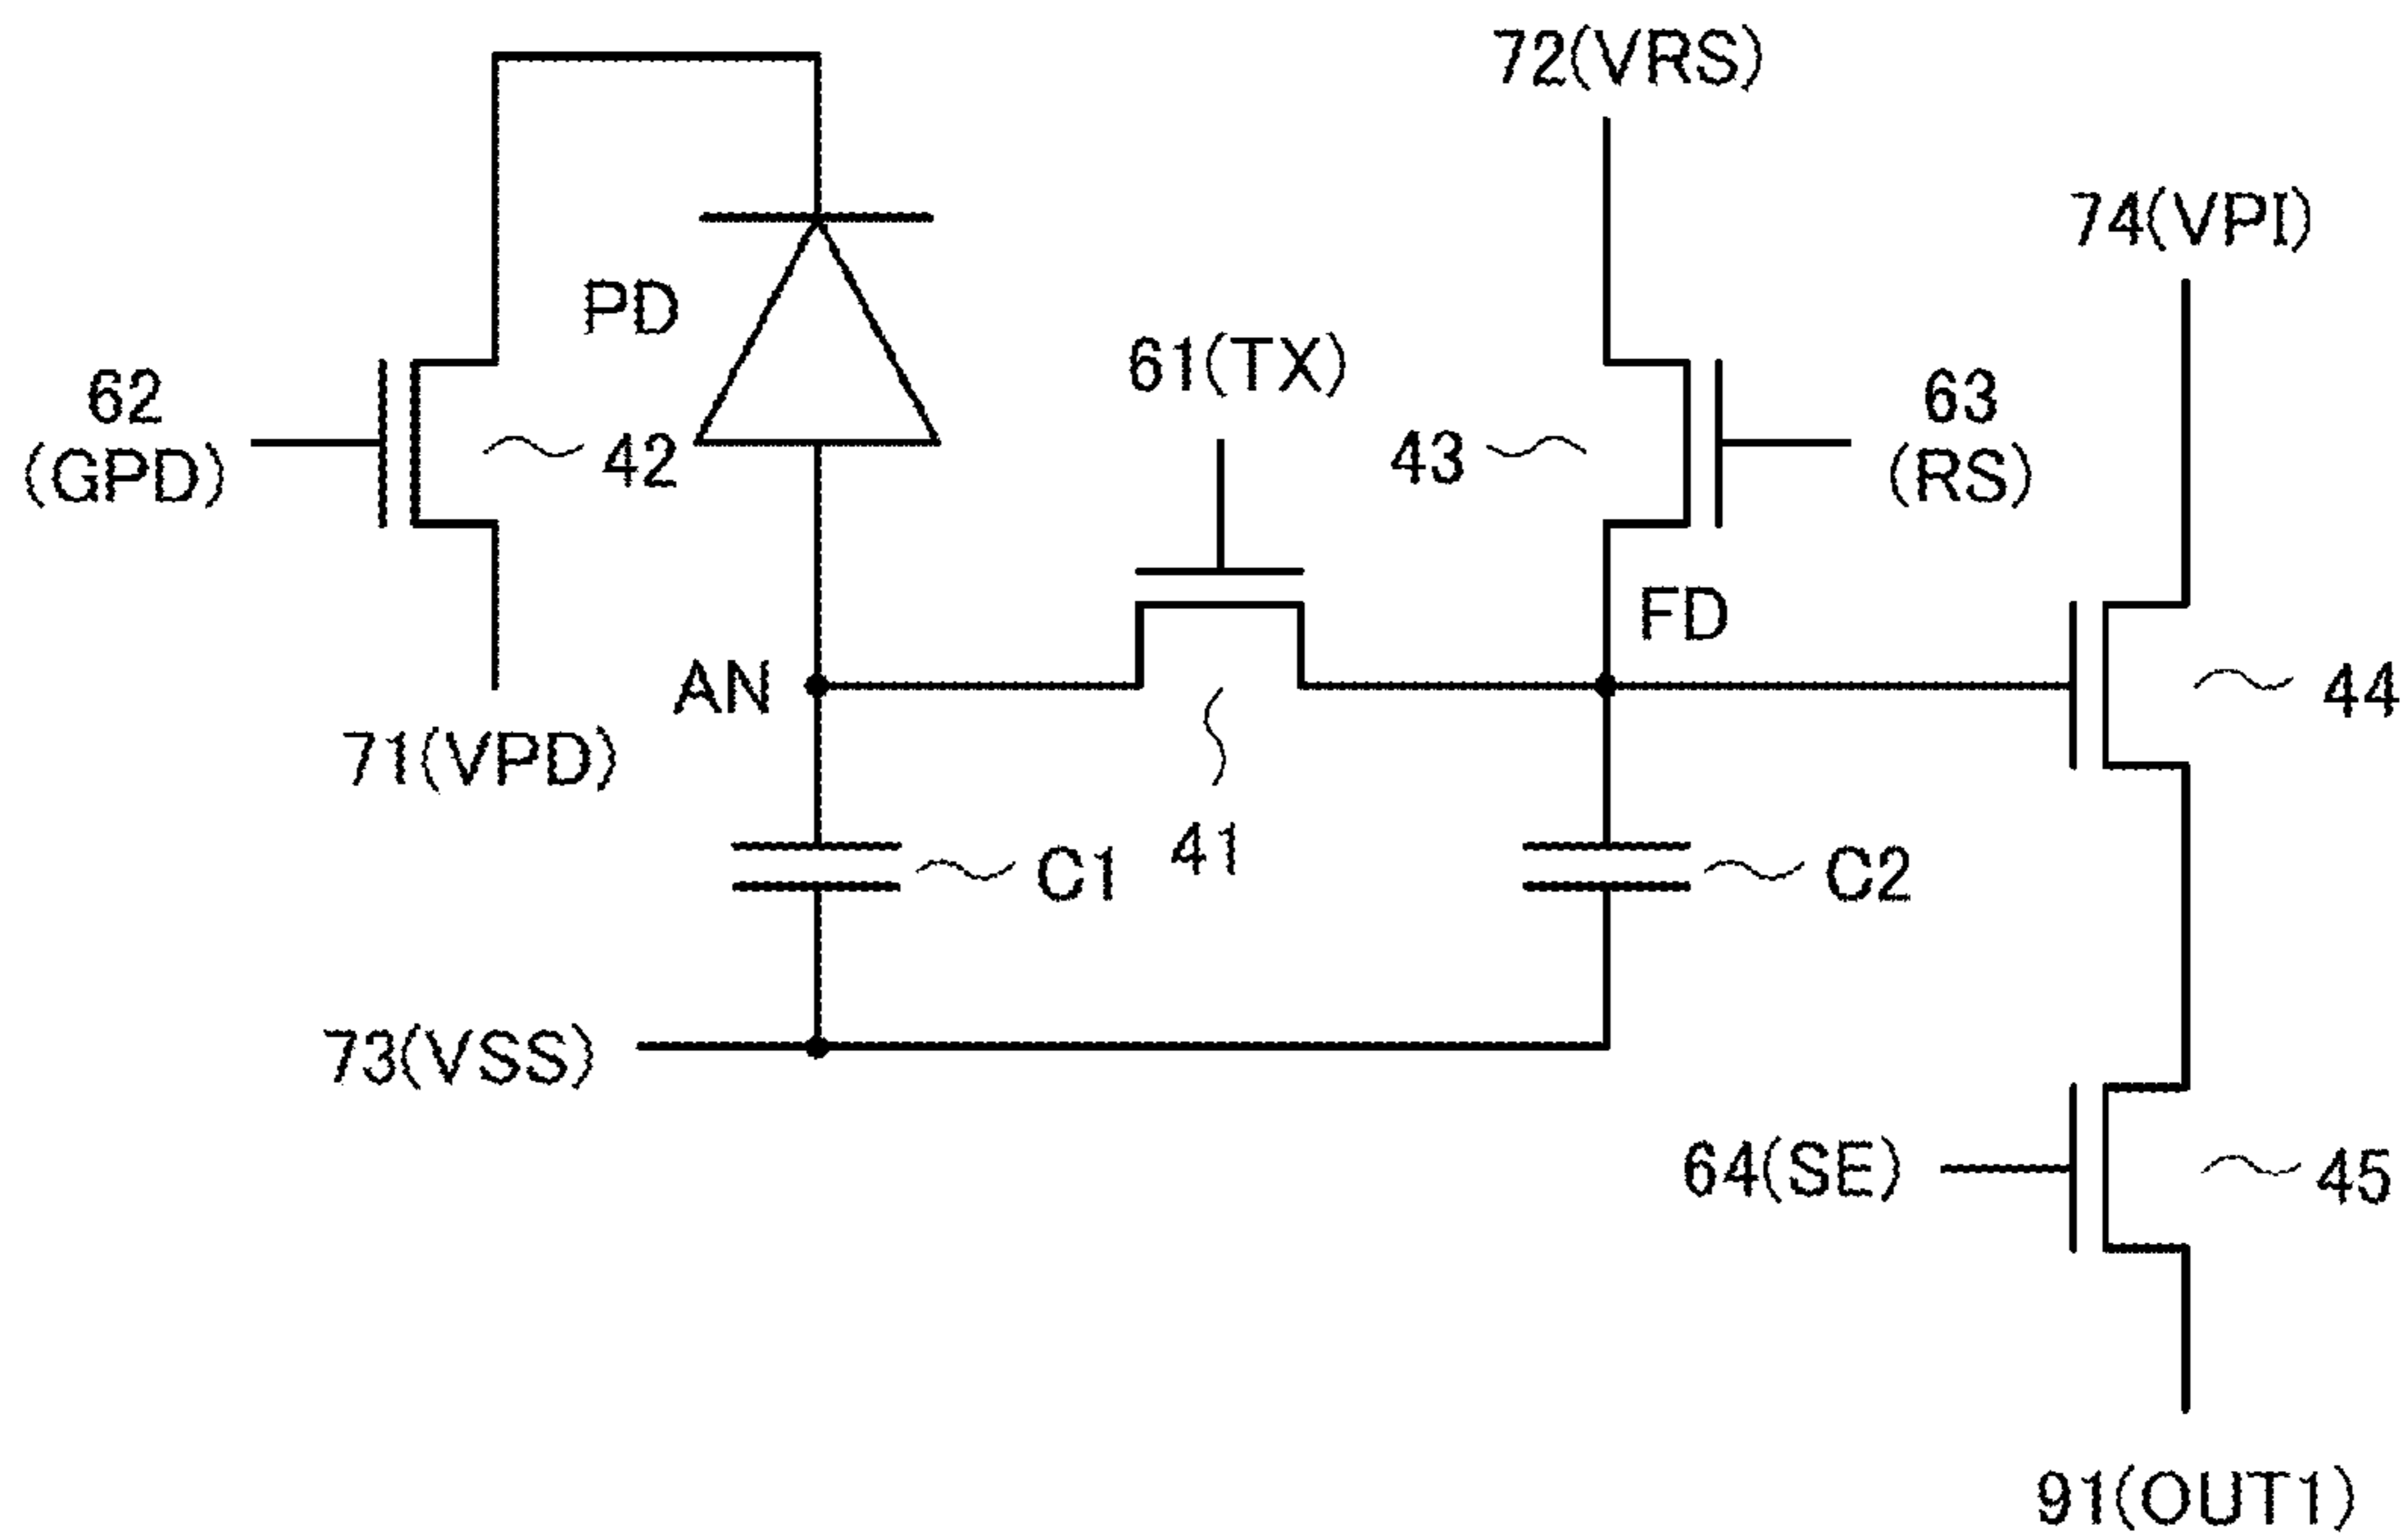 72(VRS)
74(VPI)
PD
61(TX)
62
(GPD)
42
43
63
(RS)
FD
AN
44
71(VPD)
41
C1
C2
73(VSS)
64(SE)
45
91(OUT1)